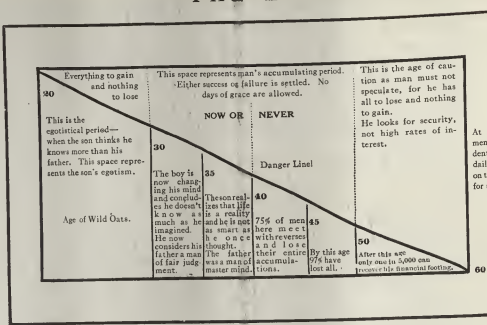 Everything to gain
and nothing
to lose
20
This is the
egotistical period—
when the son thinks he
knows more than his
father. This space repre-
sents the son's egotism.
Age of Wild Oats.
This space represents man's accumulating period.
Either success or failure is settled. No
days of grace are allowed.
NOW OR NEVER
This is the age of cau-
tion as man must not
speculate, for he has
all to lose and nothing
to gain.
He looks for security,
not high rates of in-
terest.
30
The boy is
now chang-
ing his mind
and conclud-
es he doesn't
know as
much as he
imagined.
He now
considers his
father a man
of fair judg-
ment.
35
The son real-
izes that life
is a reality
and he is not
as smart as
he once
thought.
The father
was a man of
master mind.
Danger Line!
40
75% of men
here meet
with reverses
and lose
their entire
accumula-
tions.
45
By this age
97% have
lost all.
50
After this age
only one in 5,000 can
recover his financial footing.
60
At
men
dent
dail
on t
for